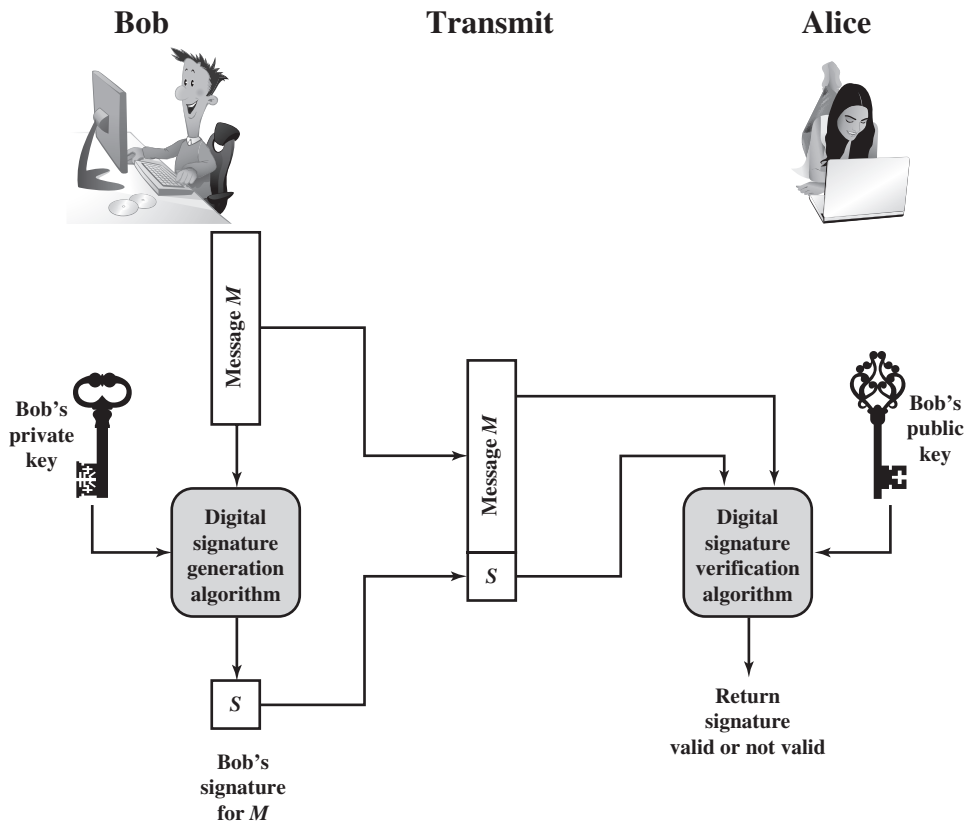 Bob
Transmit
Alice
Message M
Bob's
private
key
Message M
Bob's
public
key
Digital
signature
generation
algorithm
S
Digital
signature
verification
algorithm
S
Bob's
signature
for M
Return
signature
valid or not valid